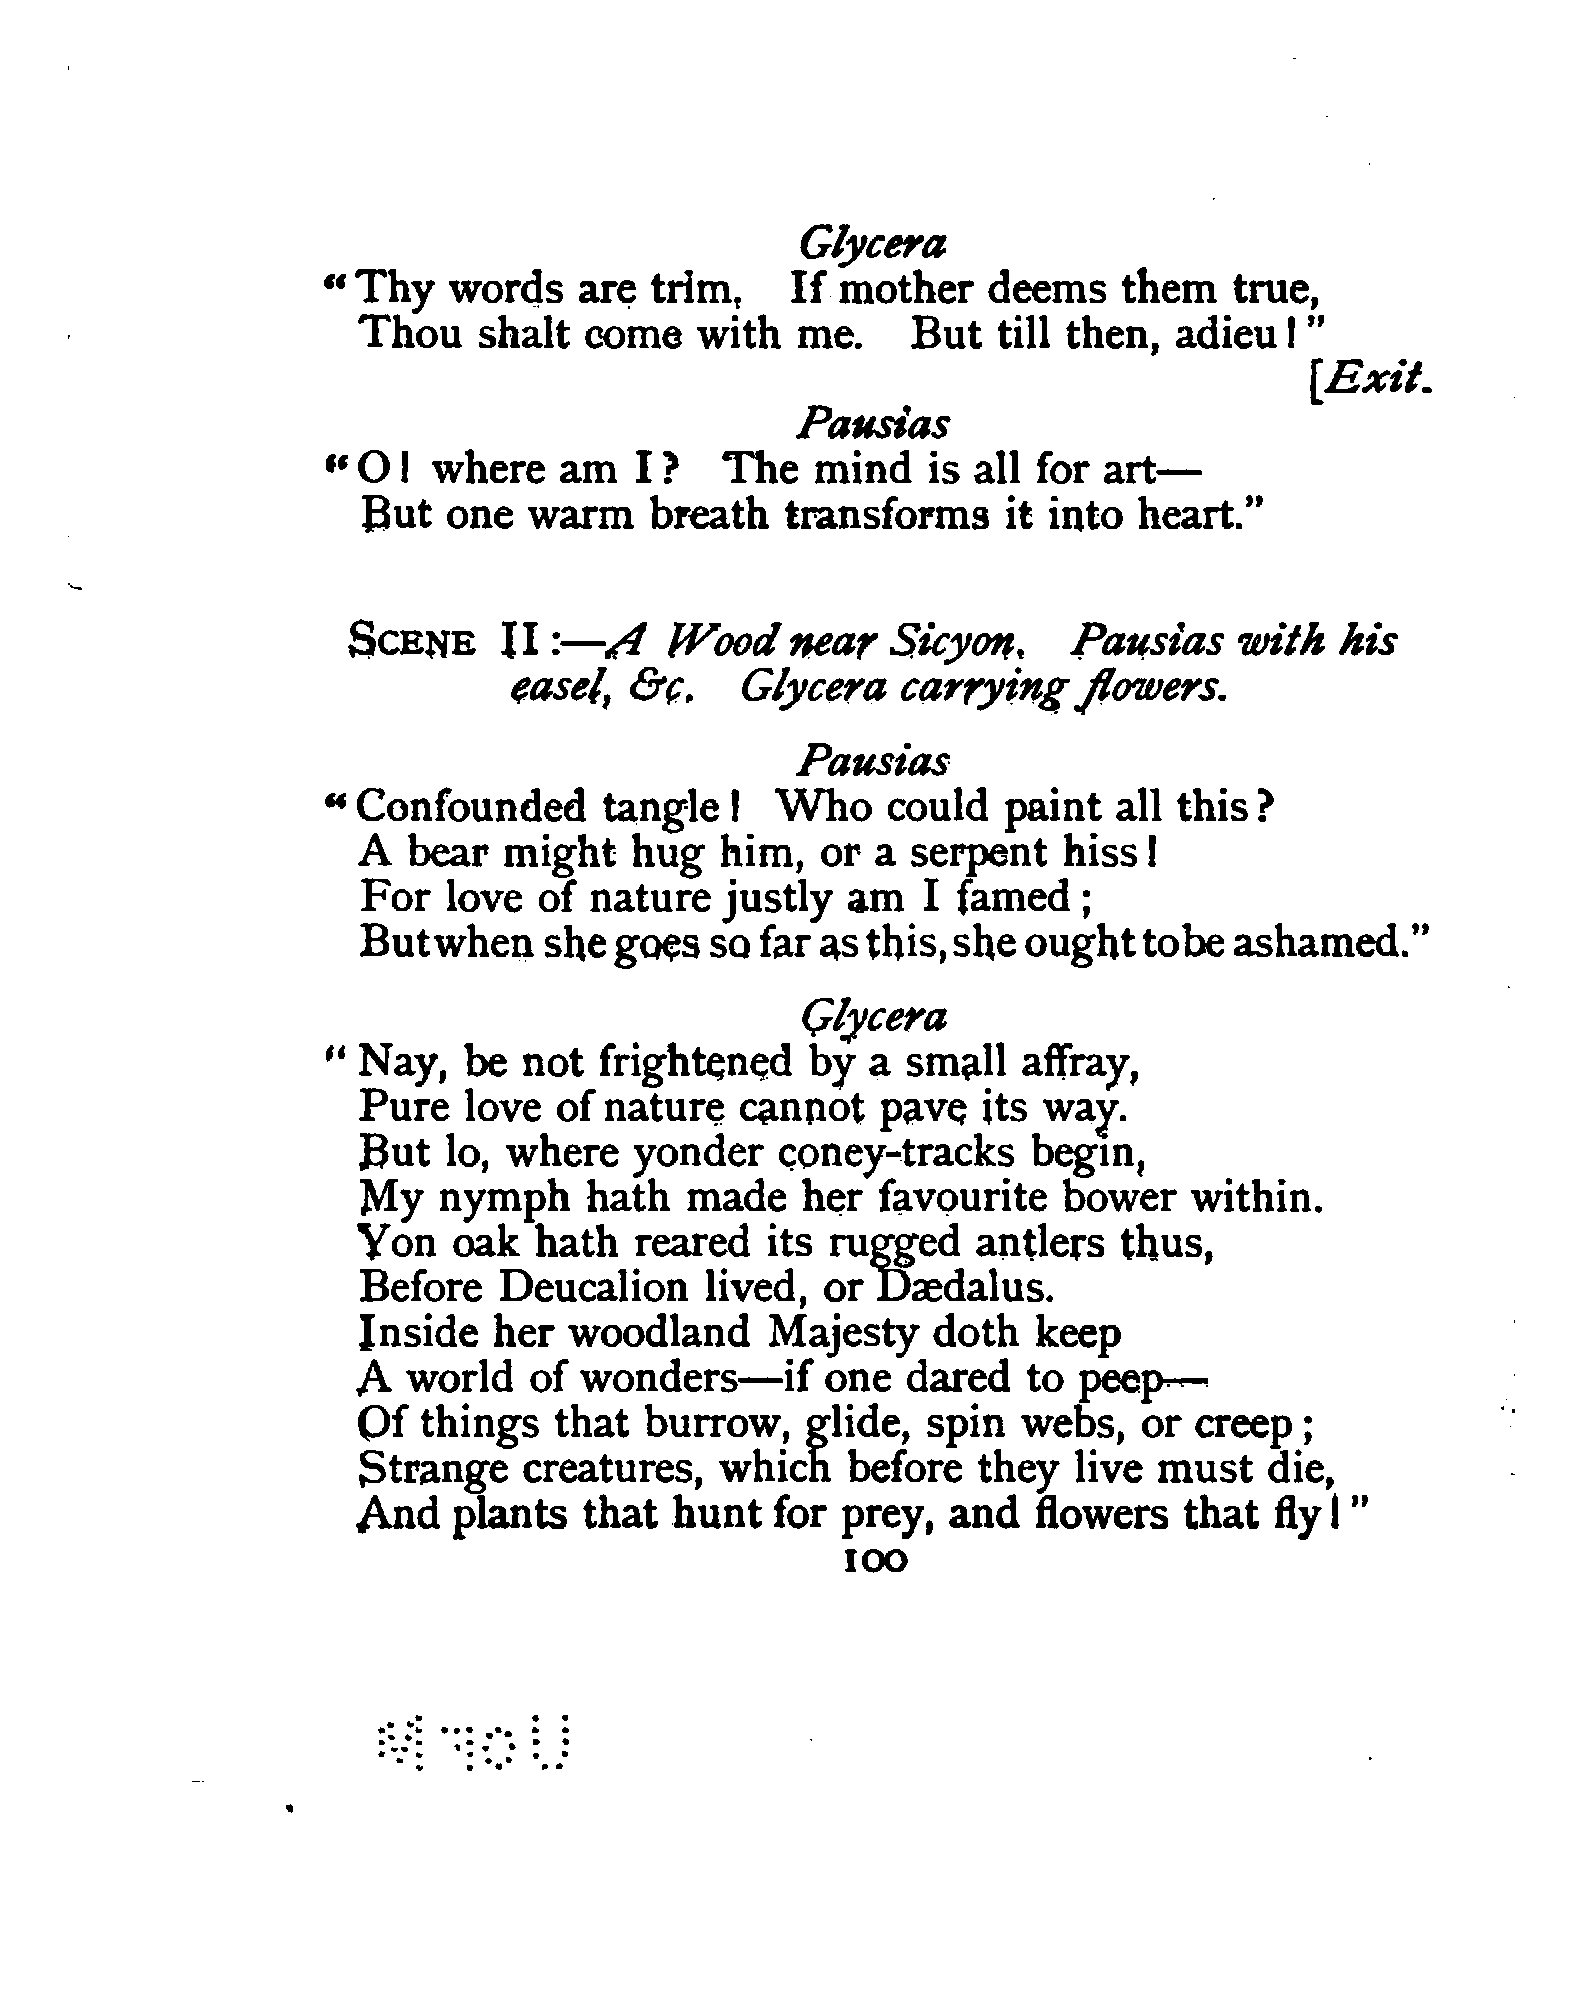 Glycera
“Thy words are trim. If mother deems them true,
Thou shalt come with me. But till then, adieu!”
[Exit.
Pausias
“O! where am I? The mind is all for art—
But one warm breath transforms it into heart.”
SCENE II:—A Wood near Sicyon. Pausias with his
easel, &c. Glycera carrying flowers.
Pausias
“Confounded tangle! Who could paint all this?
A bear might hug him, or a serpent hiss!
For love of nature justly am I famed;
But when she goes so far as this, she ought to be ashamed.”
Glycera
“Nay, be not frightened by a small affray,
Pure love of nature cannot pave its way.
But lo, where yonder coney-tracks begin,
My nymph hath made her favourite bower within.
Yon oak hath reared its rugged antlers thus,
Before Deucalion lived, or Dædalus.
Inside her woodland Majesty doth keep
A world of wonders—if one dared to peep—
Of things that burrow, glide, spin webs, or creep;
Strange creatures, which before they live must die,
And plants that hunt for prey, and flowers that fly!”
100